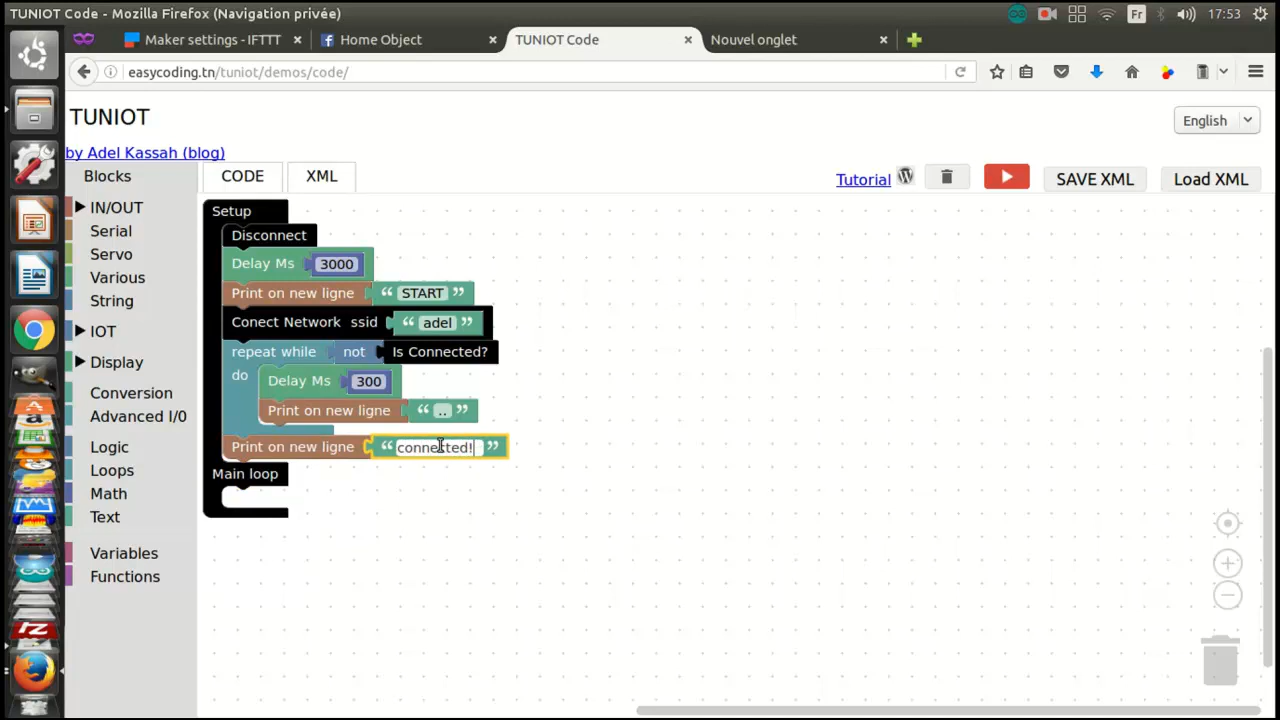 TUNIOT Code - Mozilla Firefox (Navigation privée)
Fr
17:53
Maker settings - IFTTT
Home Object
TUNIOT Code
Nouvel onglet
easycoding.tn/tuniot/demos/code/
TUNIOT
English
by Adel Kassah (blog)
Blocks
CODE
XML
Tutorial
SAVE XML
Load XML
IN/OUT
Serial
Servo
Various
String
IOT
Display
Conversion
Advanced I/0
Logic
Loops
Math
Text
Variables
Functions
Setup
Disconnect
Delay Ms 3000
Print on new ligne “ START ”
Conect Network ssid “ adel ”
repeat while not Is Connected?
do
Delay Ms 300
Print on new ligne “ .. ”
Print on new ligne “ connected! ”
Main loop